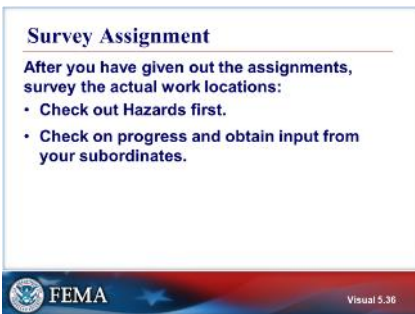 Survey Assignment
After you have given out the assignments,
survey the actual work locations:
• Check out Hazards first.
• Check on progress and obtain input from
your subordinates.
FEMA
Visual 5.36